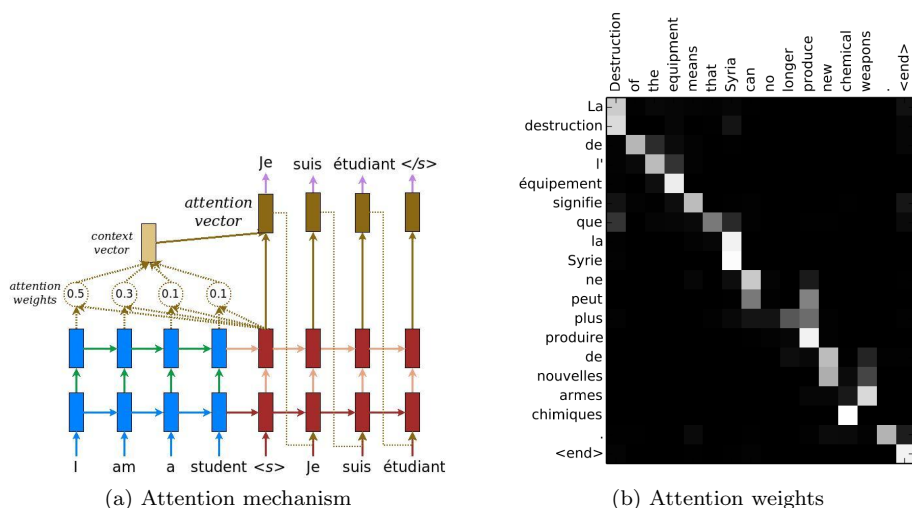 Je suis étudiant </s>
attention
vector
context
vector
attention
weights
0.5 0.3 0.1 0.1
I am a student <s> Je suis étudiant
(a) Attention mechanism
Destruction
of
the
equipment
means
that
Syria
can
no
longer
produce
new
chemical
weapons
.
<end>
La
destruction
de
l'
équipement
signifie
que
la
Syrie
ne
peut
plus
produire
de
nouvelles
armes
chimiques
.
<end>
(b) Attention weights